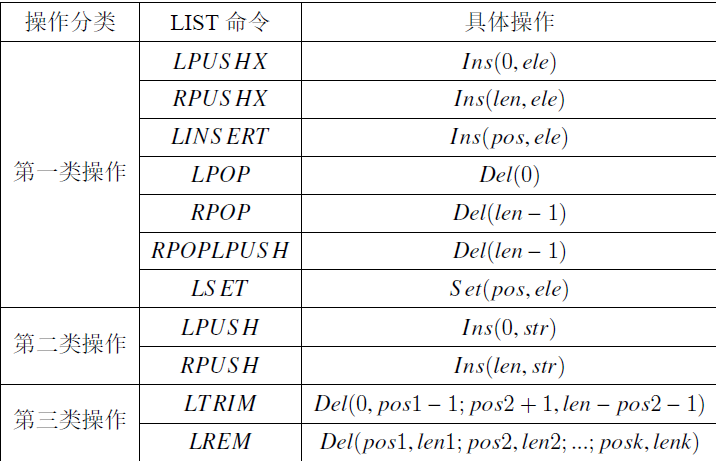 操作分类 LIST 命令 具体操作
第一类操作
LPUSHX Ins(0, ele)
RPUSHX Ins(len, ele)
LINSERT Ins(pos, ele)
LPOP Del(0)
RPOP Del(len − 1)
RPOPLPUSH Del(len − 1)
LSET Set(pos, ele)
第二类操作
LPUSH Ins(0, str)
RPUSH Ins(len, str)
第三类操作
LTRIM Del(0, pos1 − 1; pos2 + 1, len − pos2 − 1)
LREM Del(pos1, len1; pos2, len2; ...; posk, lenk)